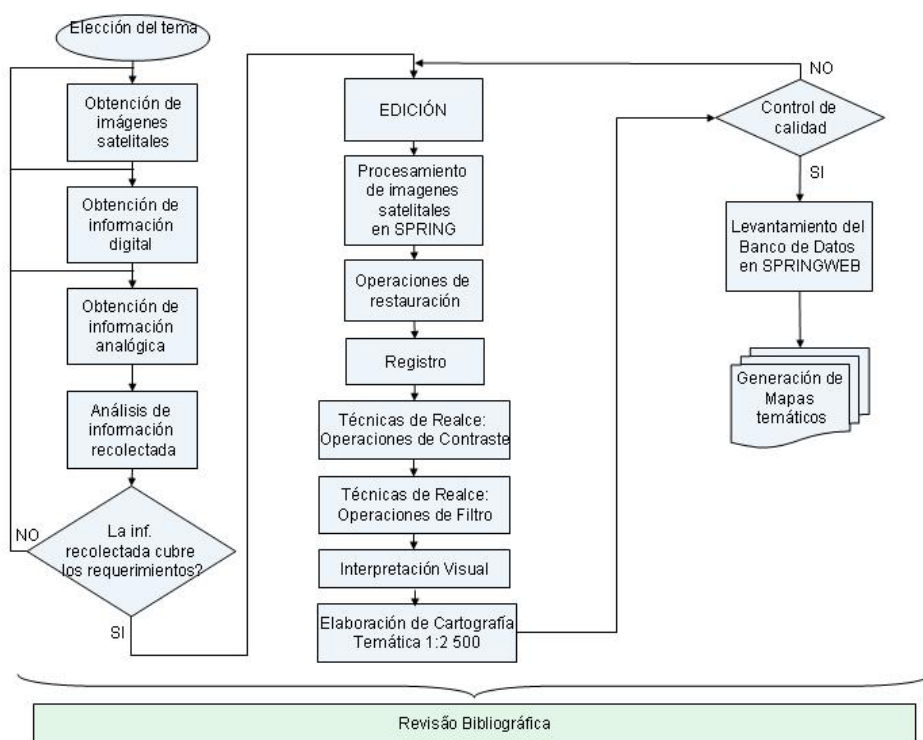 Elección del tema
Obtención de
imágenes
satelitales
Obtención de
información
digital
Obtención de
información
analógica
Análisis de
información
recolectada
NO
La inf.
recolectada cubre
los requerimientos?
SI
EDICIÓN
Procesamiento
de imagenes
satelitales
en SPRING
Operaciones de
restauración
Registro
Técnicas de Realce:
Operaciones de Contraste
Técnicas de Realce:
Operaciones de Filtro
Interpretación Visual
Elaboración de Cartografía
Temática 1:2 500
NO
Control de
calidad
SI
Levantamiento del
Banco de Datos
en SPRINGWEB
Generación de
Mapas
temáticos
Revisão Bibliográfica